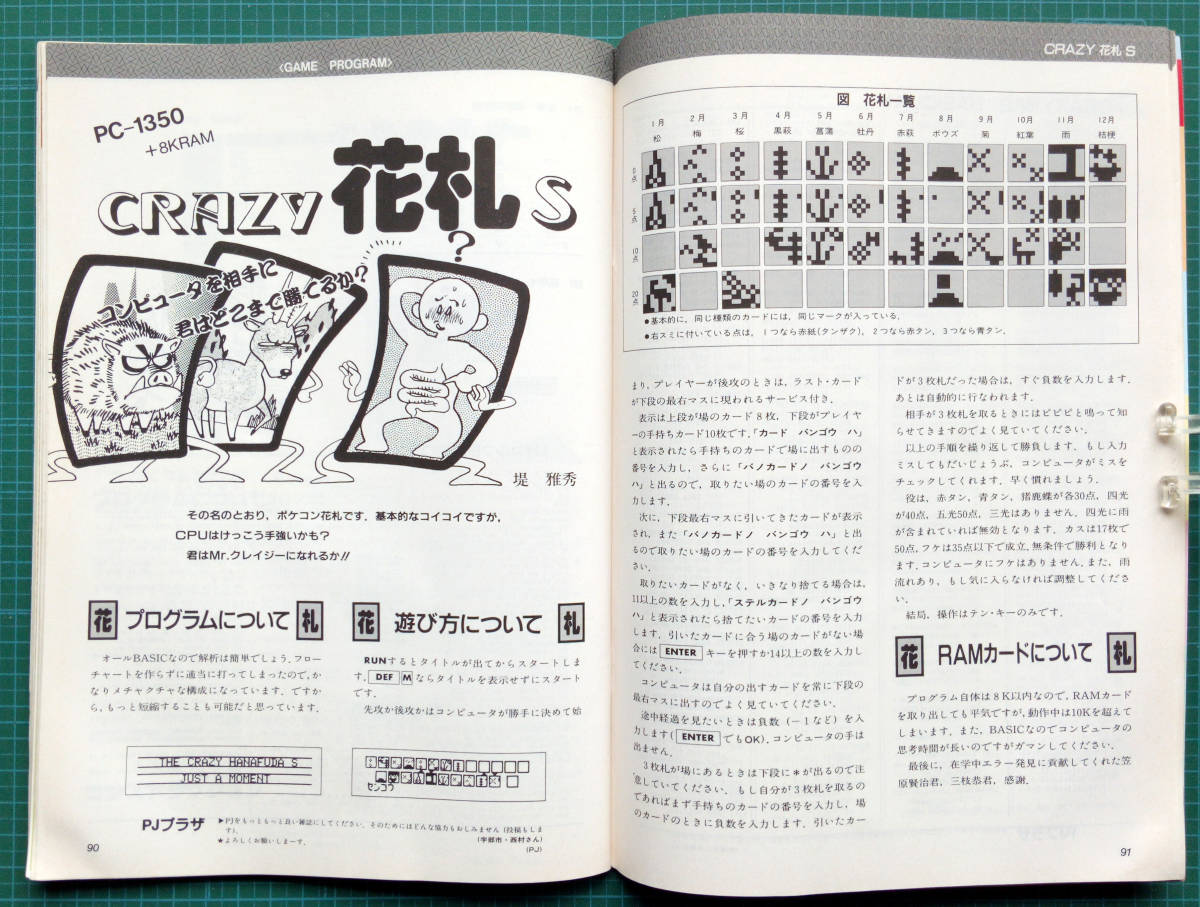 〈GAME PROGRAM〉
PC-1350
+8KRAM
CRAZY 花札 S
コンピュータを相手に
君はどこまで勝てるか?
?
堤 雅秀
その名のとおり,ポケコン花札です.基本的なコイコイですが,
CPUはけっこう手強いかも?
君はMr.クレイジーになれるか!!
花 プログラムについて 札
オールBASICなので解析は簡単でしょう.フロー
チャートを作らずに適当に打ってしまったので,か
なりメチャクチャな構成になっています.ですか
ら,もっと短縮することも可能だと思っています.
THE CRAZY HANAFUDA S
JUST A MOMENT
花 遊び方について 札
RUNするとタイトルが出てからスタートしま
す. DEF M ならタイトルを表示せずにスタート
です.
先攻か後攻かはコンピュータが勝手に決めて始
センコウ
PJプラザ
▶PJをもっともっと良い雑誌にしてください.そのためにはどんな協力もおしみません(投稿もしま
す).
(宇部市・西村さん)
★よろしくお願いしまーす.
(PJ)
90
CRAZY 花札 S
図 花札一覧
1月 2月 3月 4月 5月 6月 7月 8月 9月 10月 11月 12月
松 梅 桜 黒萩 菖蒲 牡丹 赤萩 ボウズ 菊 紅葉 雨 桔梗
0点
5点
10点
20点
●基本的に,同じ種類のカードには,同じマークが入っている.
●右スミに付いている点は,1つなら赤紙(タンザク),2つなら赤タン,3つなら青タン.
まり,プレイヤーが後攻のときは,ラスト・カード
が下段の最右マスに現われるサービス付き.
表示は上段が場のカード8枚,下段がプレイヤ
ーの手持ちカード10枚です.「カード バンゴウ ハ」
と表示されたら手持ちのカードで場に出すものの
番号を入力し,さらに「バノカードノ バンゴウ
ハ」と出るので,取りたい場のカードの番号を入
力します.
次に,下段最右マスに引いてきたカードが表示
され,また「バノカードノ バンゴウ ハ」と出
るので取りたい場のカードの番号を入力してくだ
さい.
取りたいカードがなく,いきなり捨てる場合は,
11以上の数を入力し,「ステルカードノ バンゴウ
ハ」と表示されたら捨てたいカードの番号を入力
します.引いたカードに合う場のカードがない場
合には ENTER キーを押すか14以上の数を入力し
てください.
コンピュータは自分の出すカードを常に下段の
最右マスに出すのでよく見ていてください.
途中経過を見たいときは負数(-1など)を入
力します( ENTER でもOK).コンピュータの手は
出ません.
3枚札が場にあるときは下段に*が出るので注
意していてください.もし自分が3枚札を取るの
であればまず手持ちのカードの番号を入力し,場
のカードのときに負数を入力します.引いたカー
ドが3枚札だった場合は,すぐ負数を入力します.
あとは自動的に行なわれます.
相手が3枚札を取るときにはピピピと鳴って知
らせてきますのでよく見ていてください.
以上の手順を繰り返して勝負します.もし入力
ミスしてもだいじょうぶ,コンピュータがミスを
チェックしてくれます.早く慣れましょう.
役は,赤タン,青タン,猪鹿蝶が各30点,四光
が40点,五光50点,三光はありません.四光に雨
が含まれていれば無効となります.カスは17枚で
50点,フケは35点以下で成立,無条件で勝利となり
ます.コンピュータにフケはありません.また,雨
流れあり,もし気に入らなければ調整してくださ
い.
結局,操作はテン・キーのみです.
花 RAMカードについて 札
プログラム自体は8K以内なので,RAMカード
を取り出しても平気ですが,動作中は10Kを超えて
しまいます.また,BASICなのでコンピュータの
思考時間が長いのですがガマンしてください.
最後に,在学中エラー発見に貢献してくれた笠
原賢治君,三枝恭君,感謝.
91